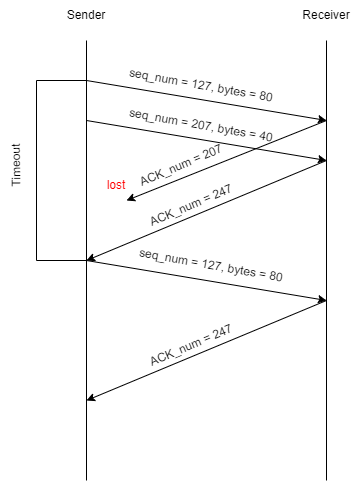 Sender
Receiver
seq_num = 127, bytes = 80
seq_num = 207, bytes = 40
Timeout
ACK_num = 207
lost
ACK_num = 247
seq_num = 127, bytes = 80
ACK_num = 247